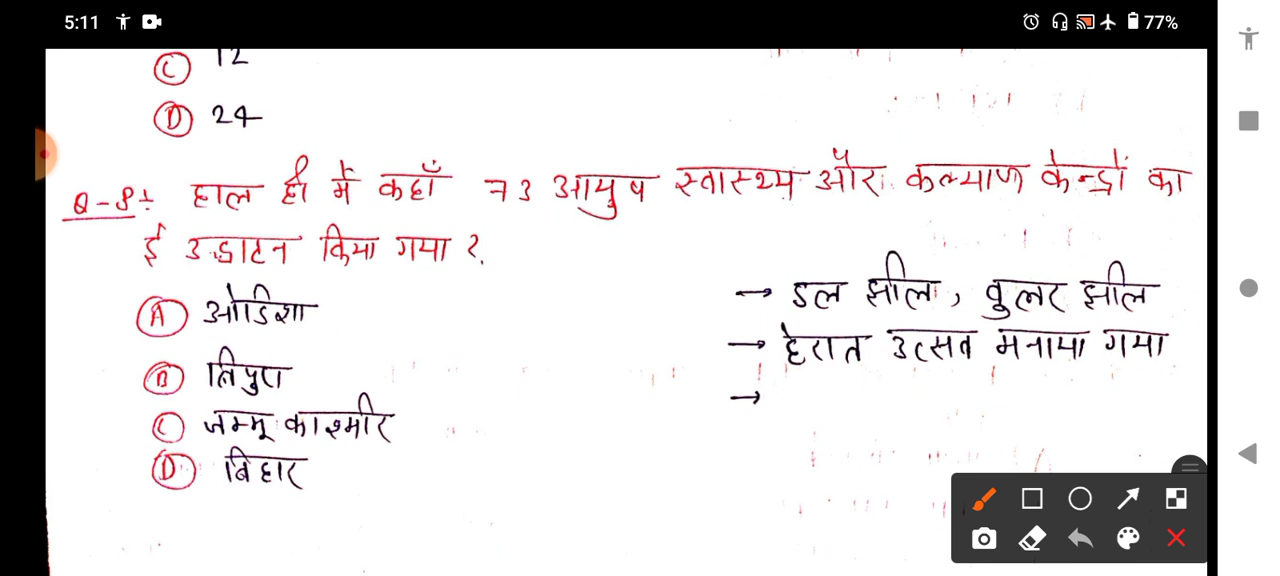 5:11 77%
C 12
D 24
Q-8÷ हाल ही में कहाँ 73 आयुष स्वास्थ्य और कल्याण केन्द्रों का
ई उद्घाटन किया गया ?
A ओडिशा
B त्रिपुरा
C जम्मू काश्मीर
D बिहार
→ डल झील, वुलर झील
→ हेरात उत्सव मनाया गया
→